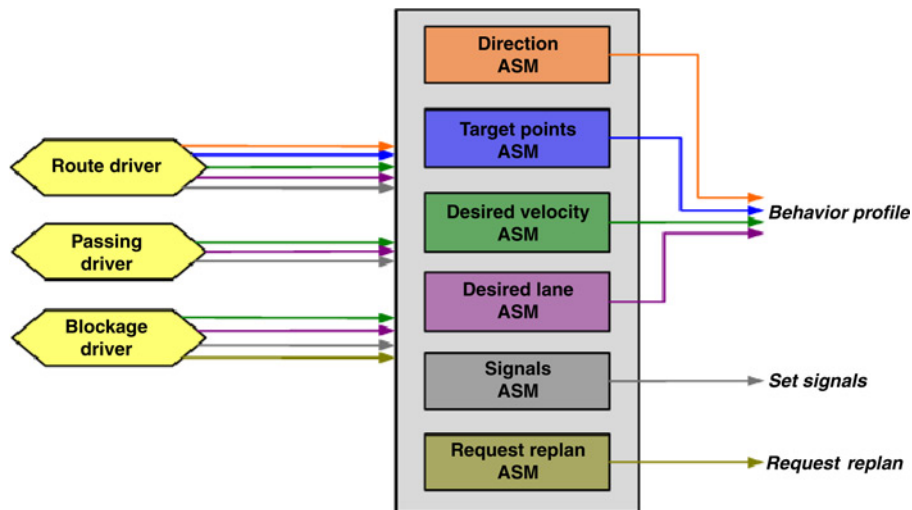 Direction
ASM
Target points
ASM
Route driver
Desired velocity
ASM
Behavior profile
Passing
driver
Desired lane
ASM
Blockage
driver
Signals
ASM
Set signals
Request replan
ASM
Request replan